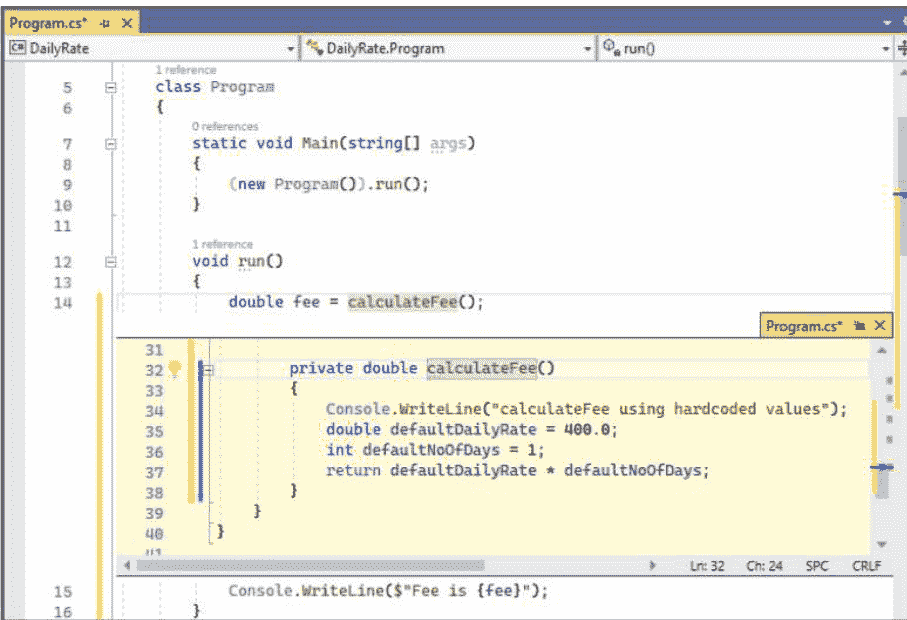 Program.cs*
DailyRate DailyRate.Program run()
1 reference
5 class Program
6 {
0 references
7 static void Main(string[] args)
8 {
9 (new Program()).run();
10 }
11
1 reference
12 void run()
13 {
14 double fee = calculateFee();
Program.cs*
31
32 private double calculateFee()
33 {
34 Console.WriteLine("calculateFee using hardcoded values");
35 double defaultDailyRate = 400.0;
36 int defaultNoOfDays = 1;
37 return defaultDailyRate * defaultNoOfDays;
38 }
39 }
40 }
41
Ln: 32 Ch: 24 SPC CRLF
15 Console.WriteLine($"Fee is {fee}");
16 }